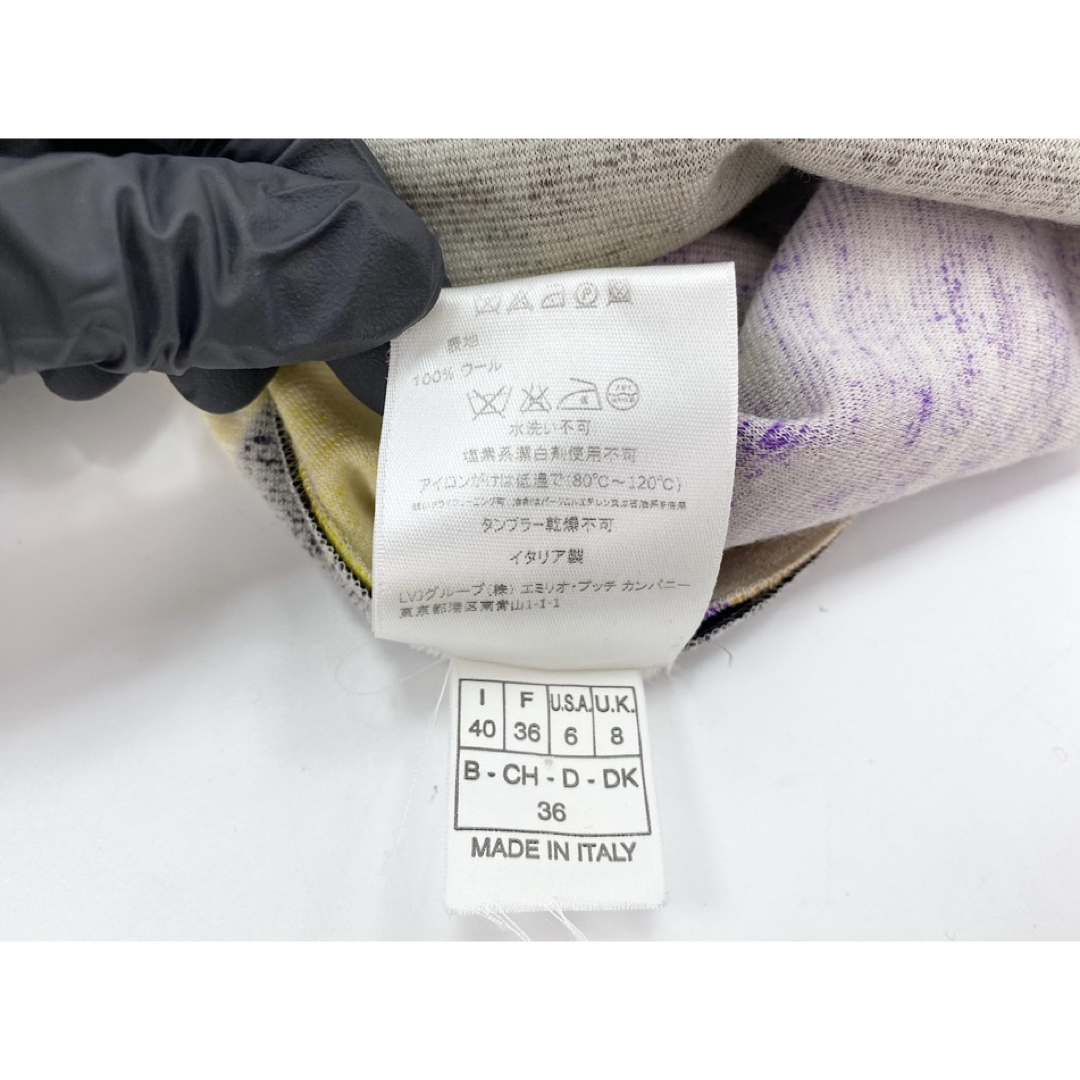 表地
100% ウール
水洗い不可
塩素系漂白剤使用不可
アイロンがけは低温で(80℃~120℃)
タンブラー乾燥不可
イタリア製
LVJグループ(株) エミリオ・プッチ カンパニー
東京都港区南青山1-1-1
I F U.S.A. U.K.
40 36 6 8
B - CH - D - DK
36
MADE IN ITALY